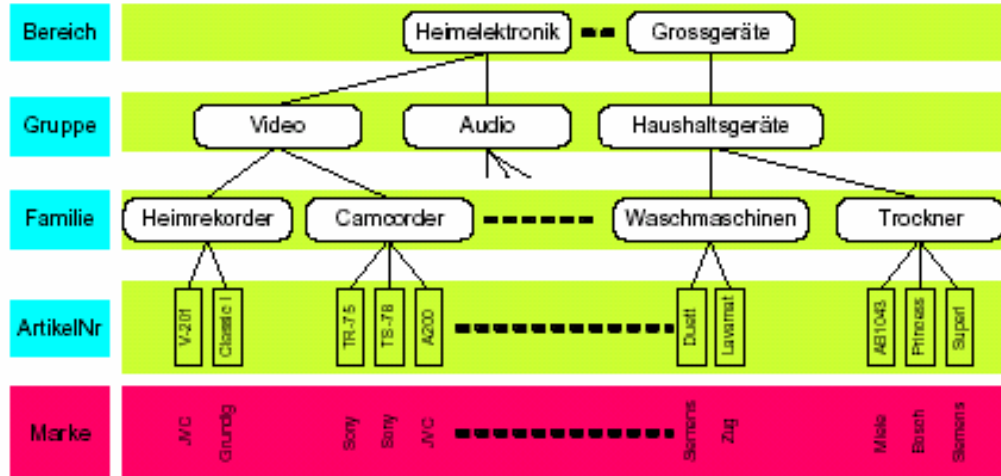 Bereich Heimelektronik Grossgeräte
Gruppe Video Audio Haushaltsgeräte
Familie Heimrekorder Camcorder Waschmaschinen Trockner
ArtikelNr V-201 Classic I TR-75 TS-78 A200 Duett Lavamat AB1043 Princess Superl
Marke JVC Grundig Sony Sony JVC Siemens Zug Miele Bosch Siemens